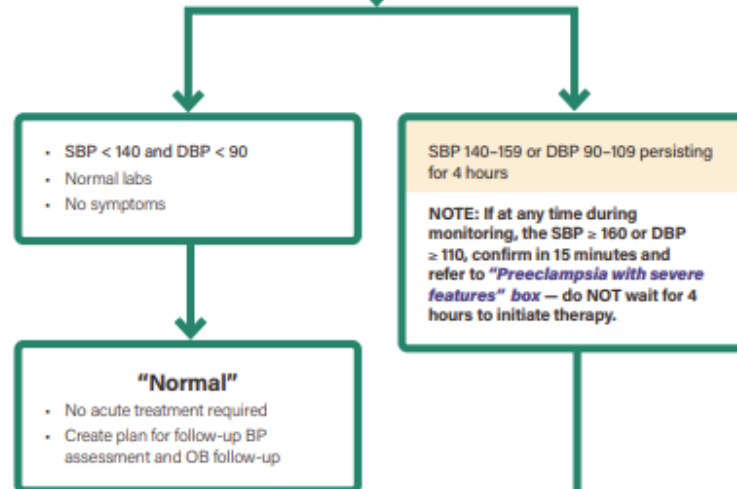 • SBP < 140 and DBP < 90
• Normal labs
• No symptoms
SBP 140–159 or DBP 90–109 persisting
for 4 hours
NOTE: If at any time during
monitoring, the SBP ≥ 160 or DBP
≥ 110, confirm in 15 minutes and
refer to “Preeclampsia with severe
features” box — do NOT wait for 4
hours to initiate therapy.
“Normal”
• No acute treatment required
• Create plan for follow-up BP
assessment and OB follow-up